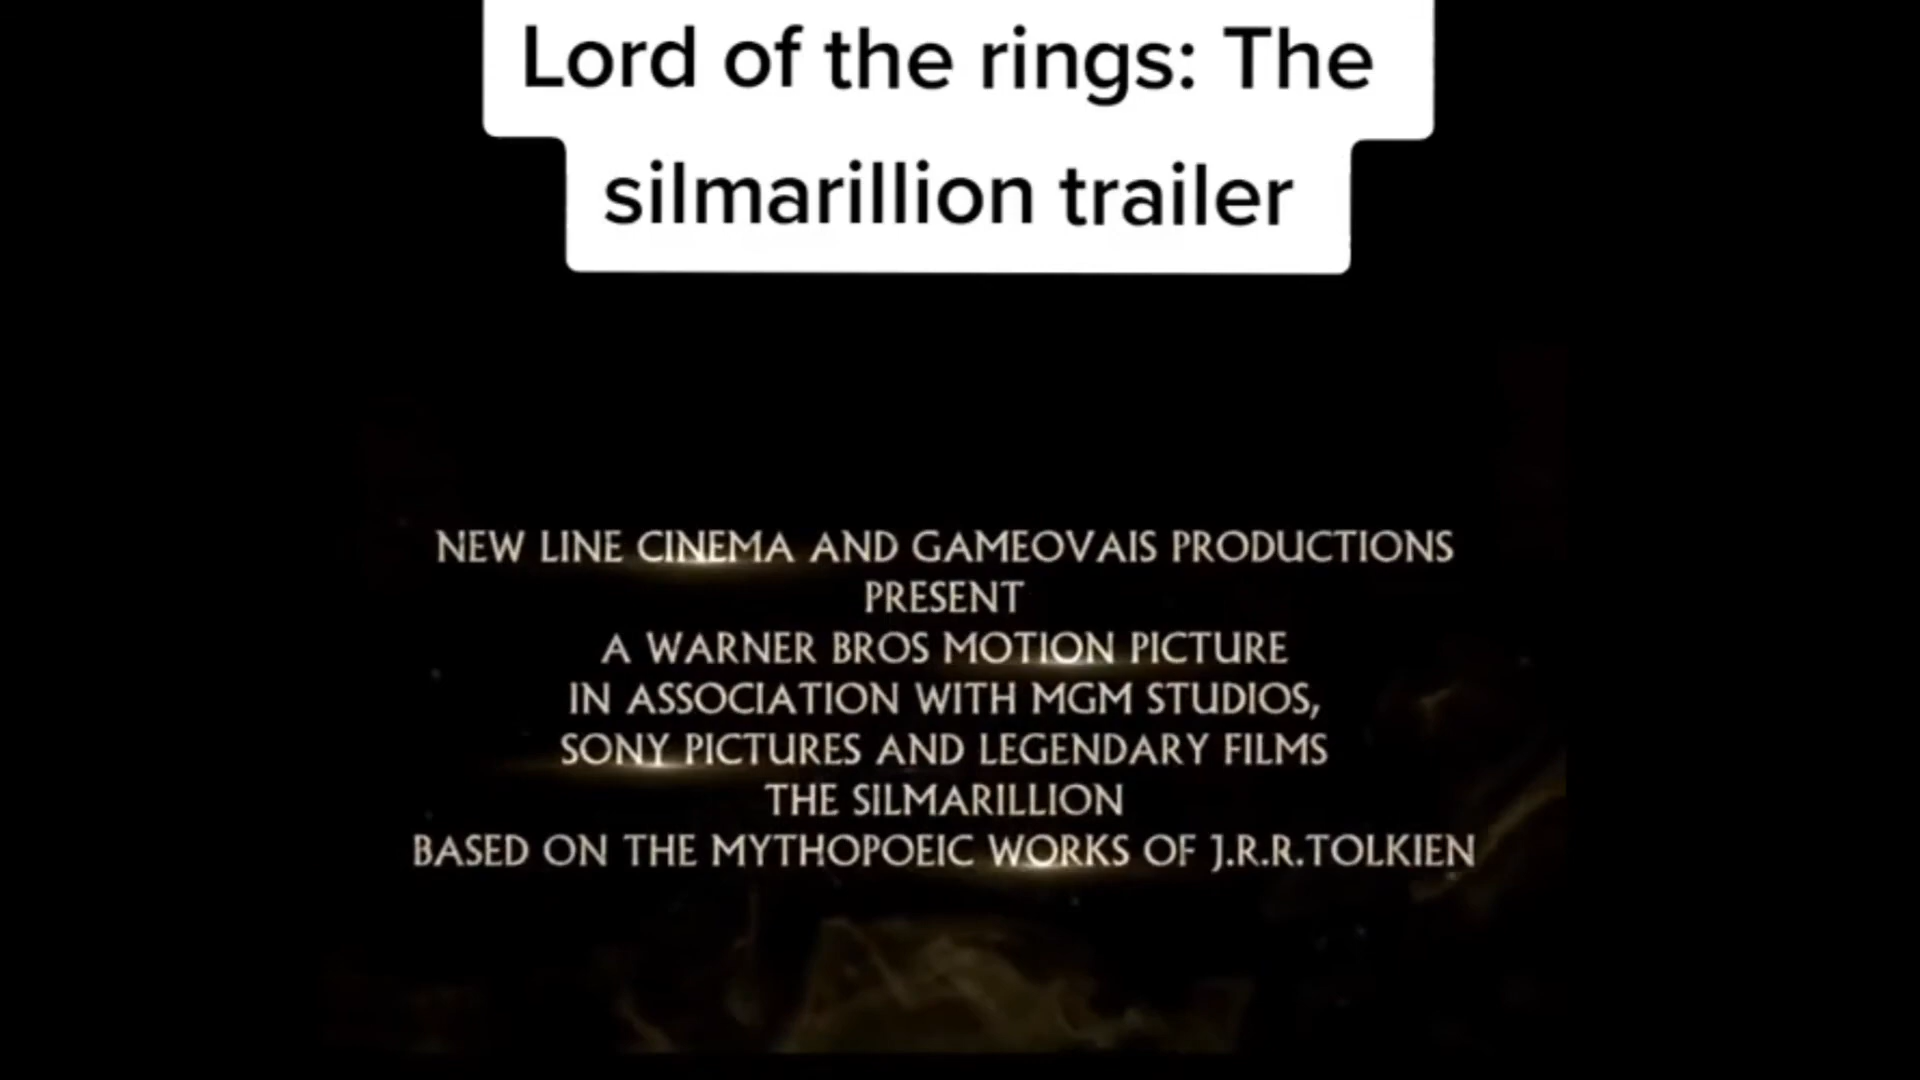 Lord of the rings: The
silmarillion trailer
NEW LINE CINEMA AND GAMEOVAIS PRODUCTIONS
PRESENT
A WARNER BROS MOTION PICTURE
IN ASSOCIATION WITH MGM STUDIOS,
SONY PICTURES AND LEGENDARY FILMS
THE SILMARILLION
BASED ON THE MYTHOPOEIC WORKS OF J.R.R.TOLKIEN